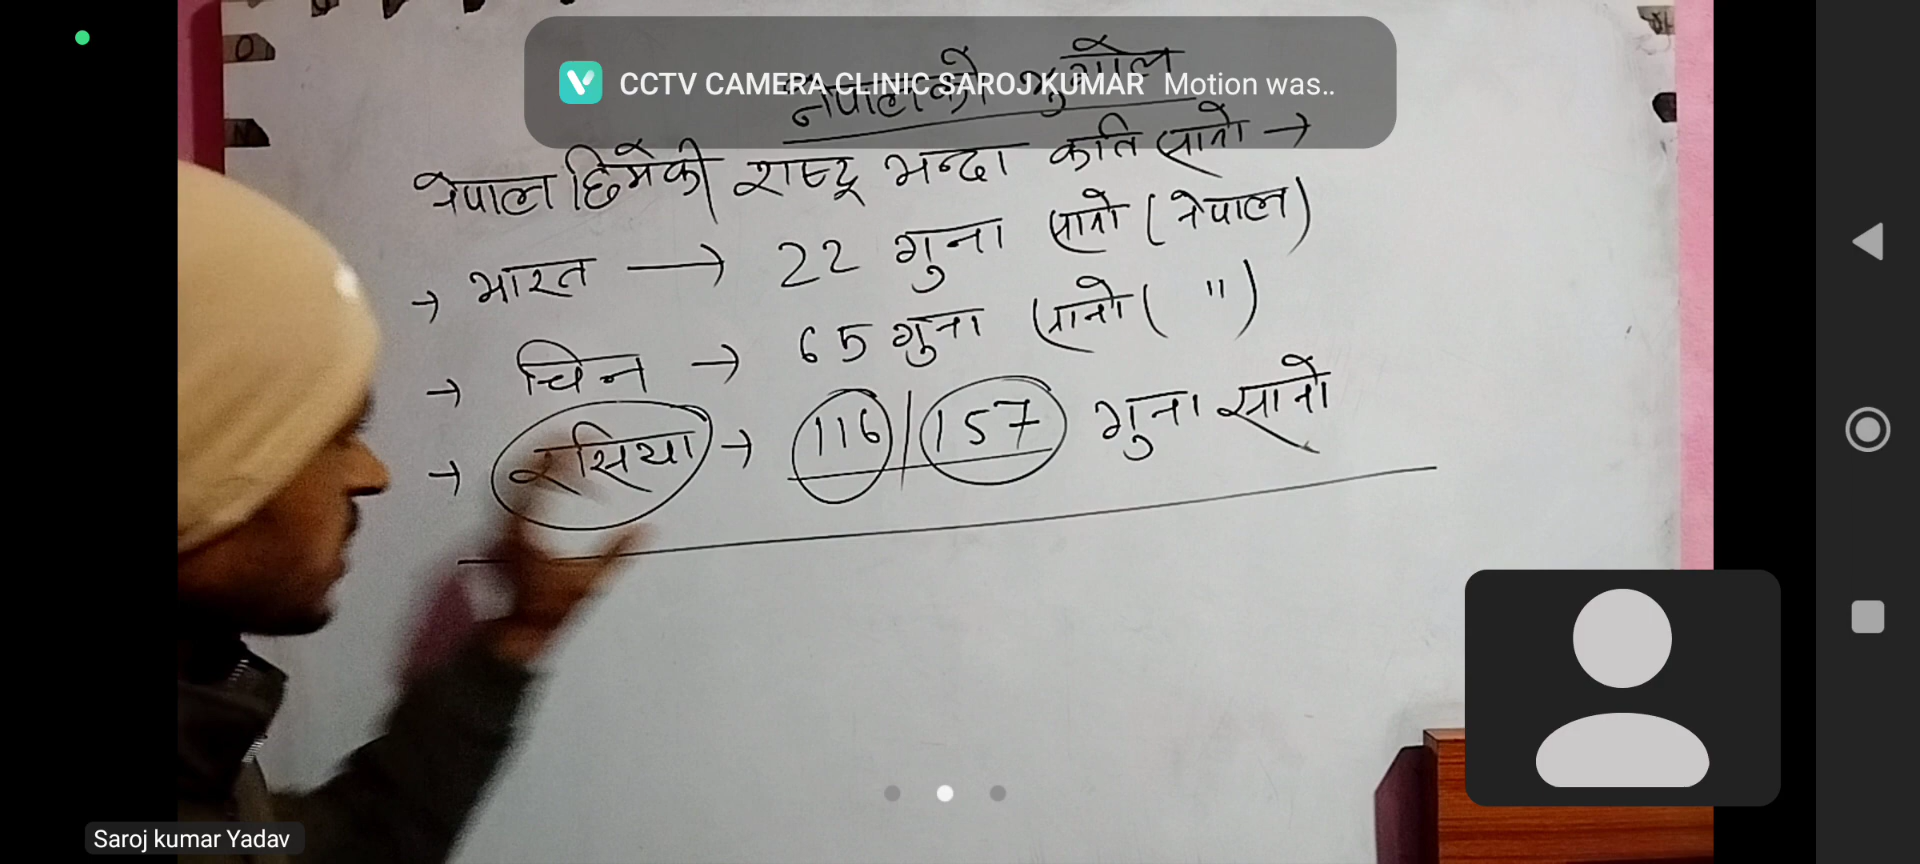 CCTV CAMERA CLINIC SAROJ KUMAR Motion was..
नेपालको भुगोल
नेपाल छिमेकी राष्ट्र भन्दा कति सानो →
→ भारत → 22 गुना सानो (नेपाल)
→ चिन → 65 गुना सानो ( " )
→ रसिया → 116 / 157 गुना सानो
Saroj kumar Yadav